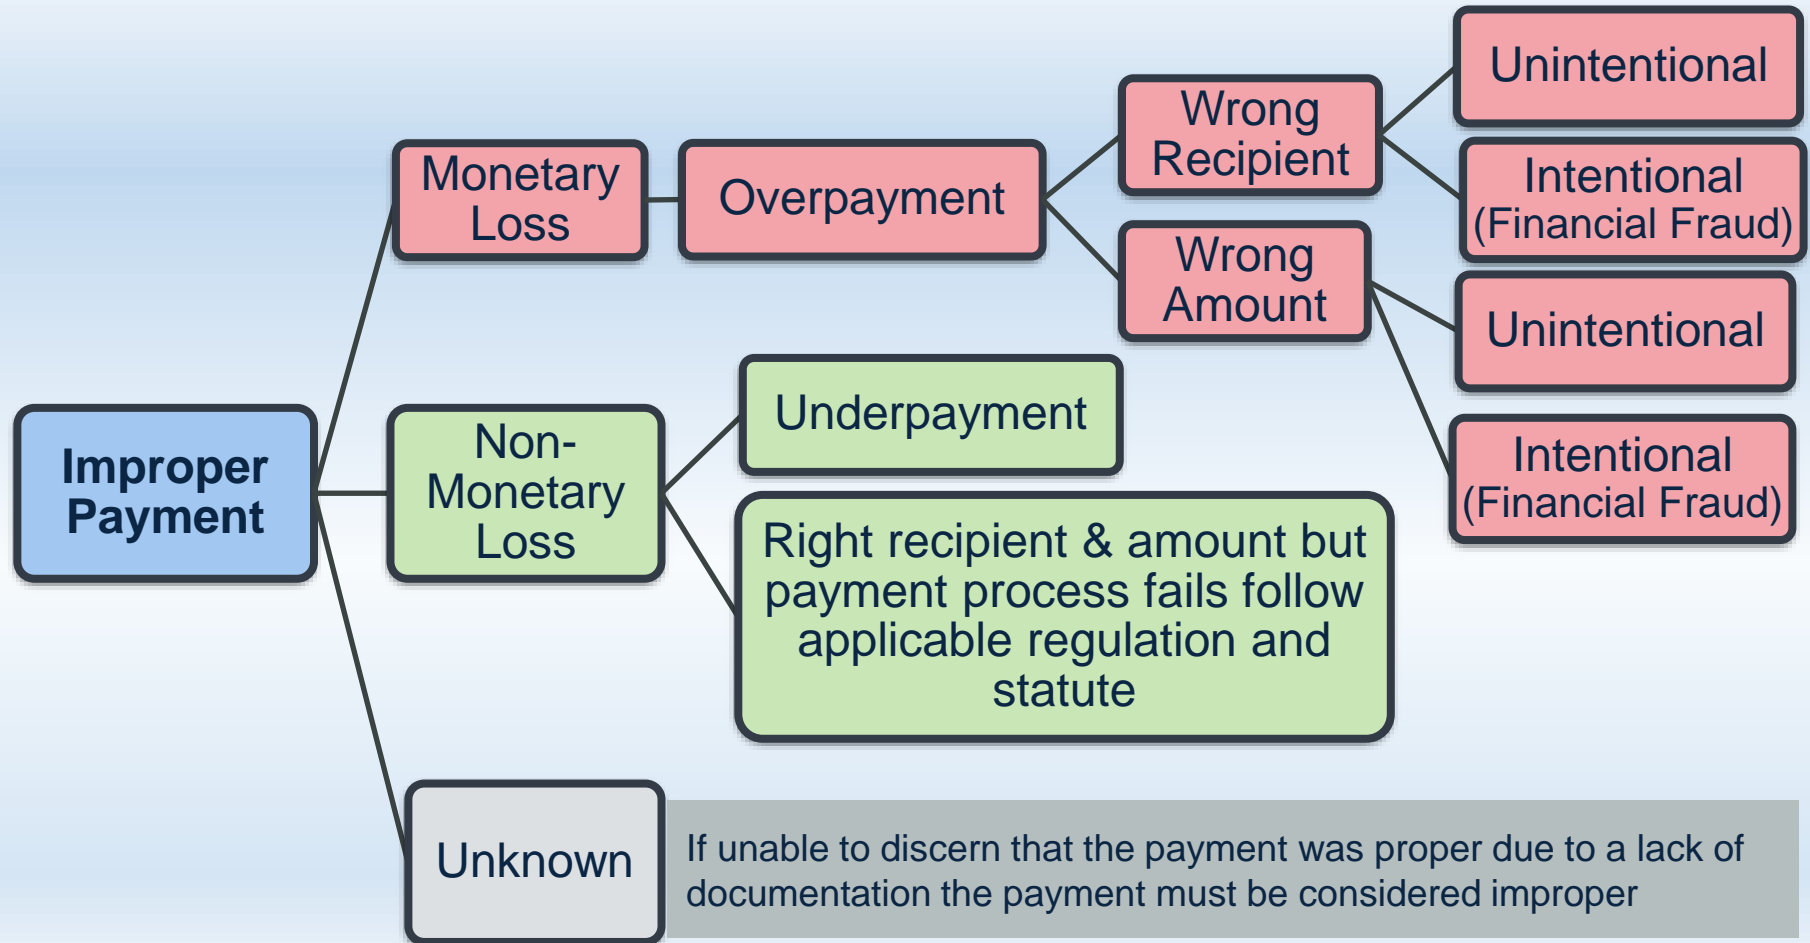 Improper
Payment
Monetary
Loss
Overpayment
Wrong
Recipient
Unintentional
Intentional
(Financial Fraud)
Wrong
Amount
Unintentional
Intentional
(Financial Fraud)
Non-
Monetary
Loss
Underpayment
Right recipient & amount but
payment process fails follow
applicable regulation and
statute
Unknown
If unable to discern that the payment was proper due to a lack of
documentation the payment must be considered improper